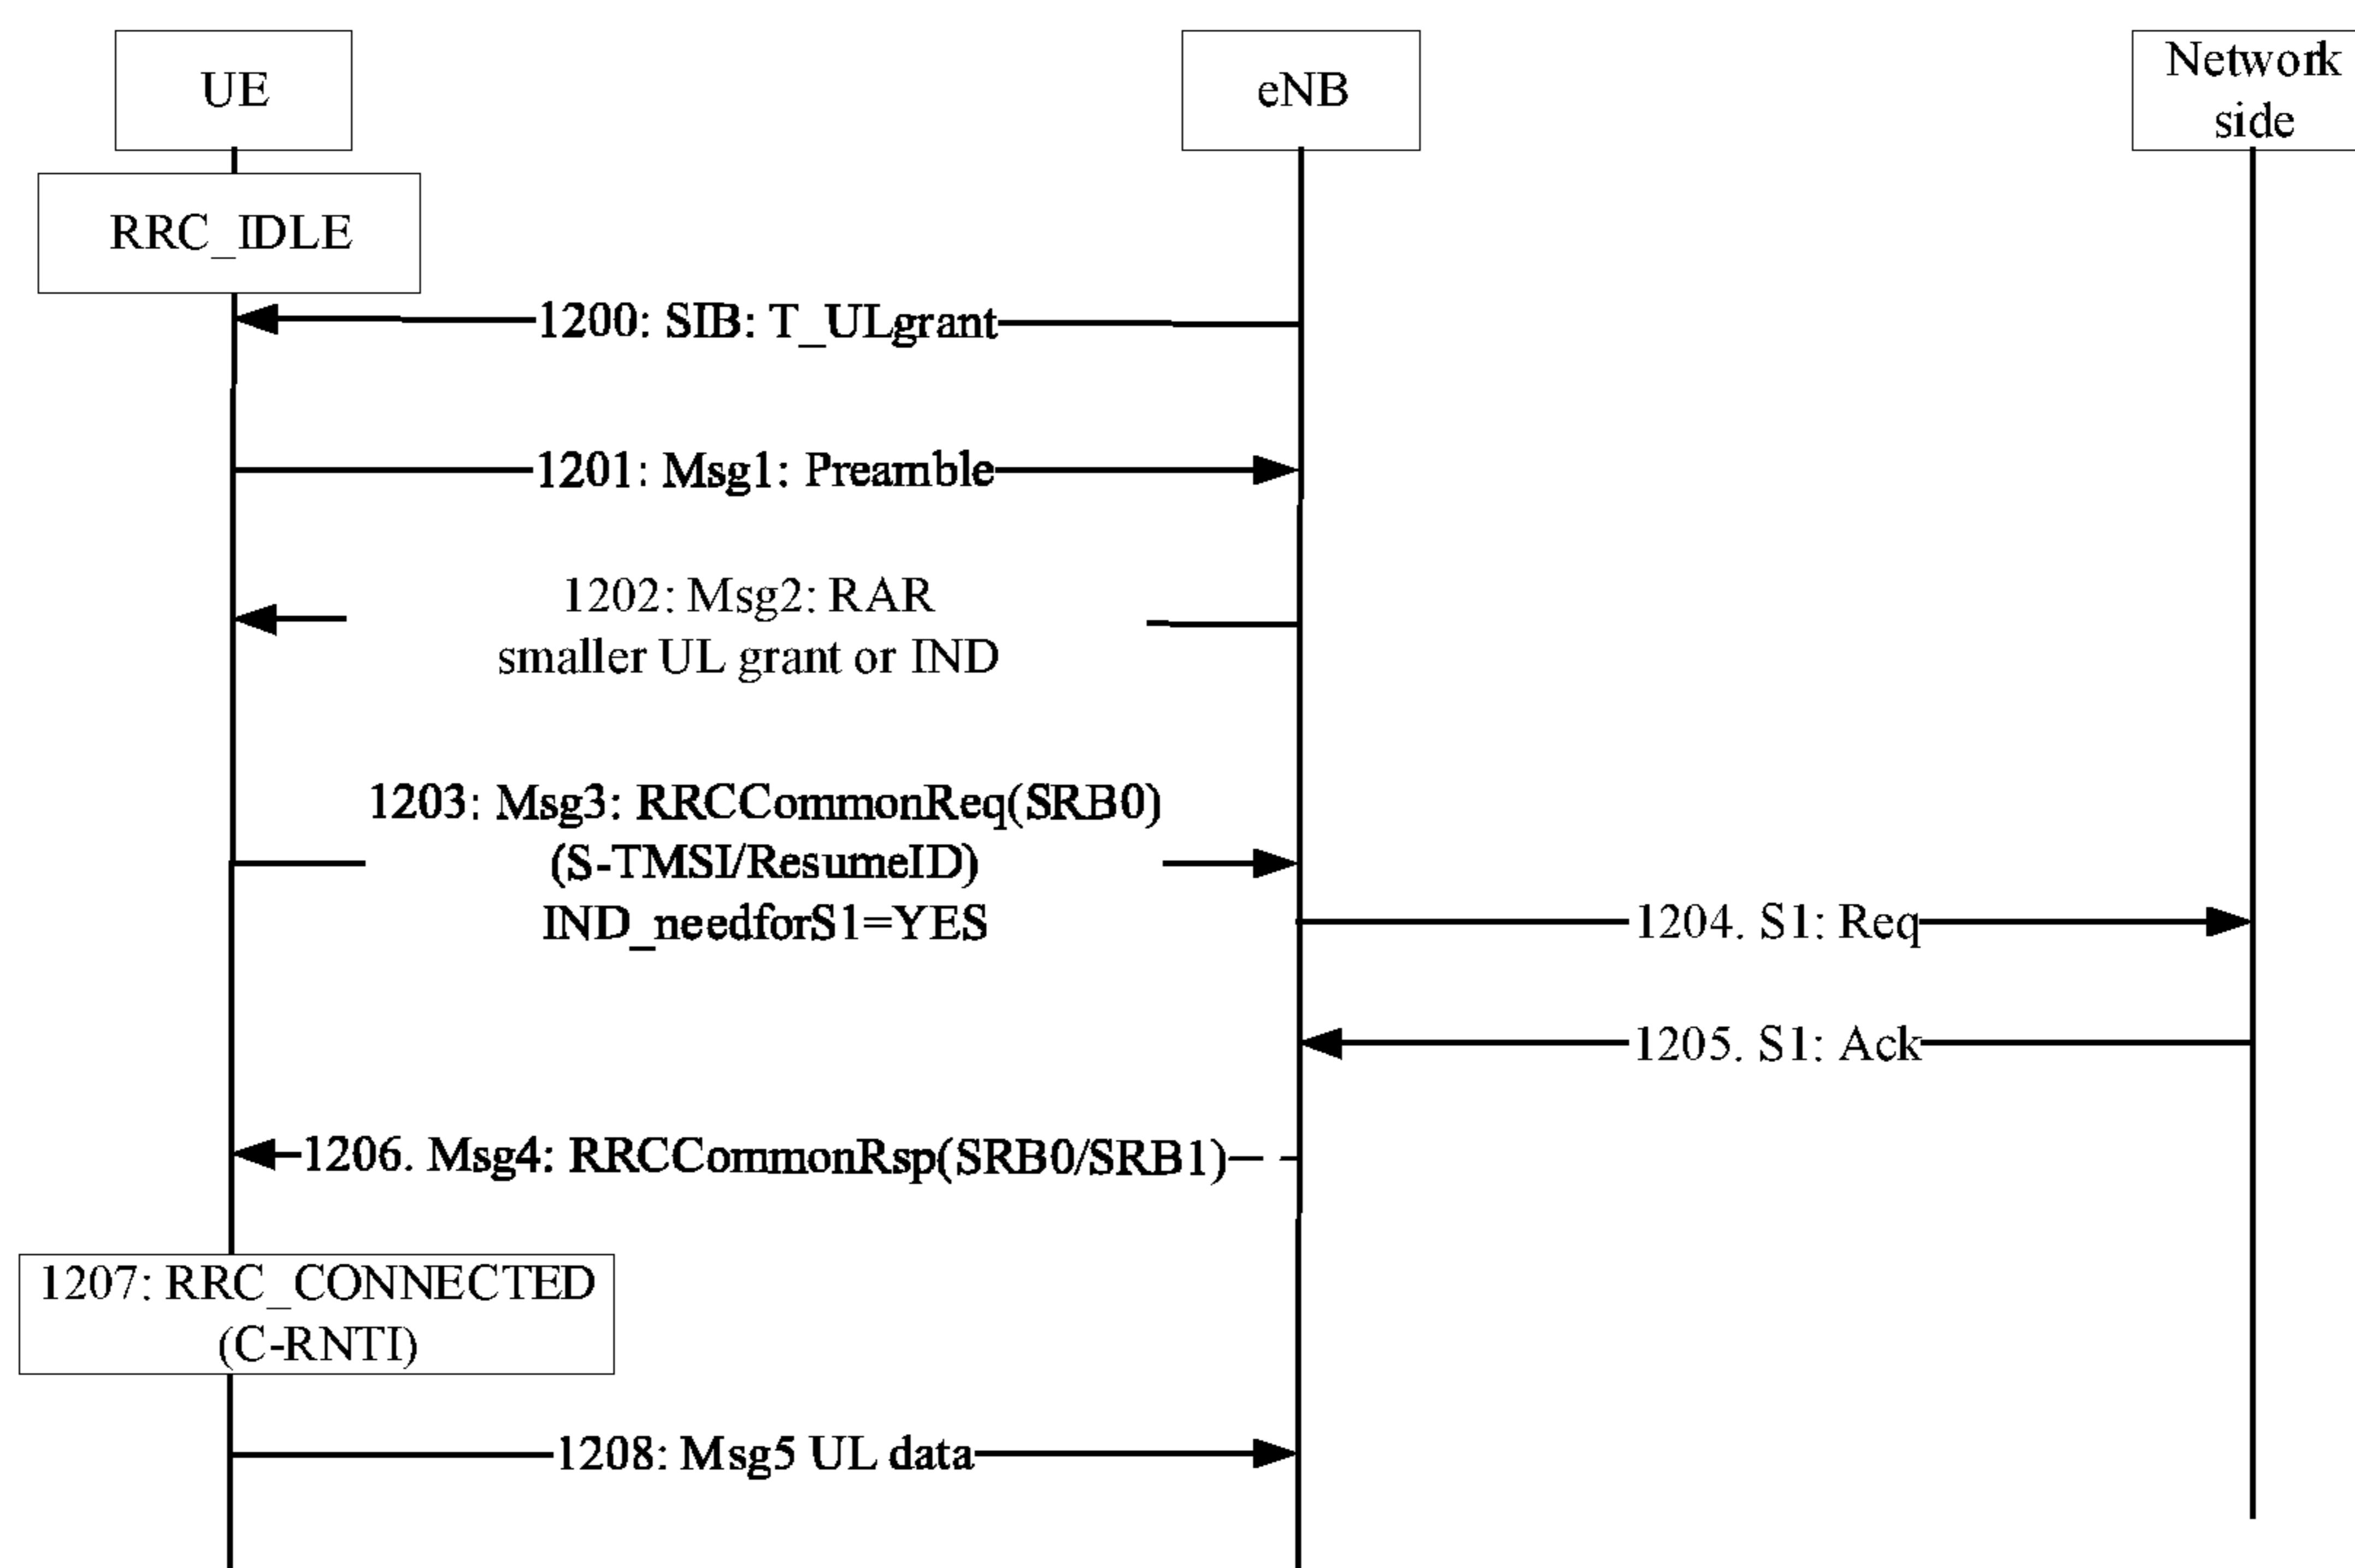 UE
eNB
Network
side
RRC_IDLE
1200: SIB: T_ULgrant
1201: Msg1: Preamble
1202: Msg2: RAR
smaller UL grant or IND
1203: Msg3: RRCCommonReq(SRB0)
(S-TMSI/ResumeID)
IND_needforS1=YES
1204. S1: Req
1205. S1: Ack
1206. Msg4: RRCCommonRsp(SRB0/SRB1)
1207: RRC_CONNECTED
(C-RNTI)
1208: Msg5 UL data